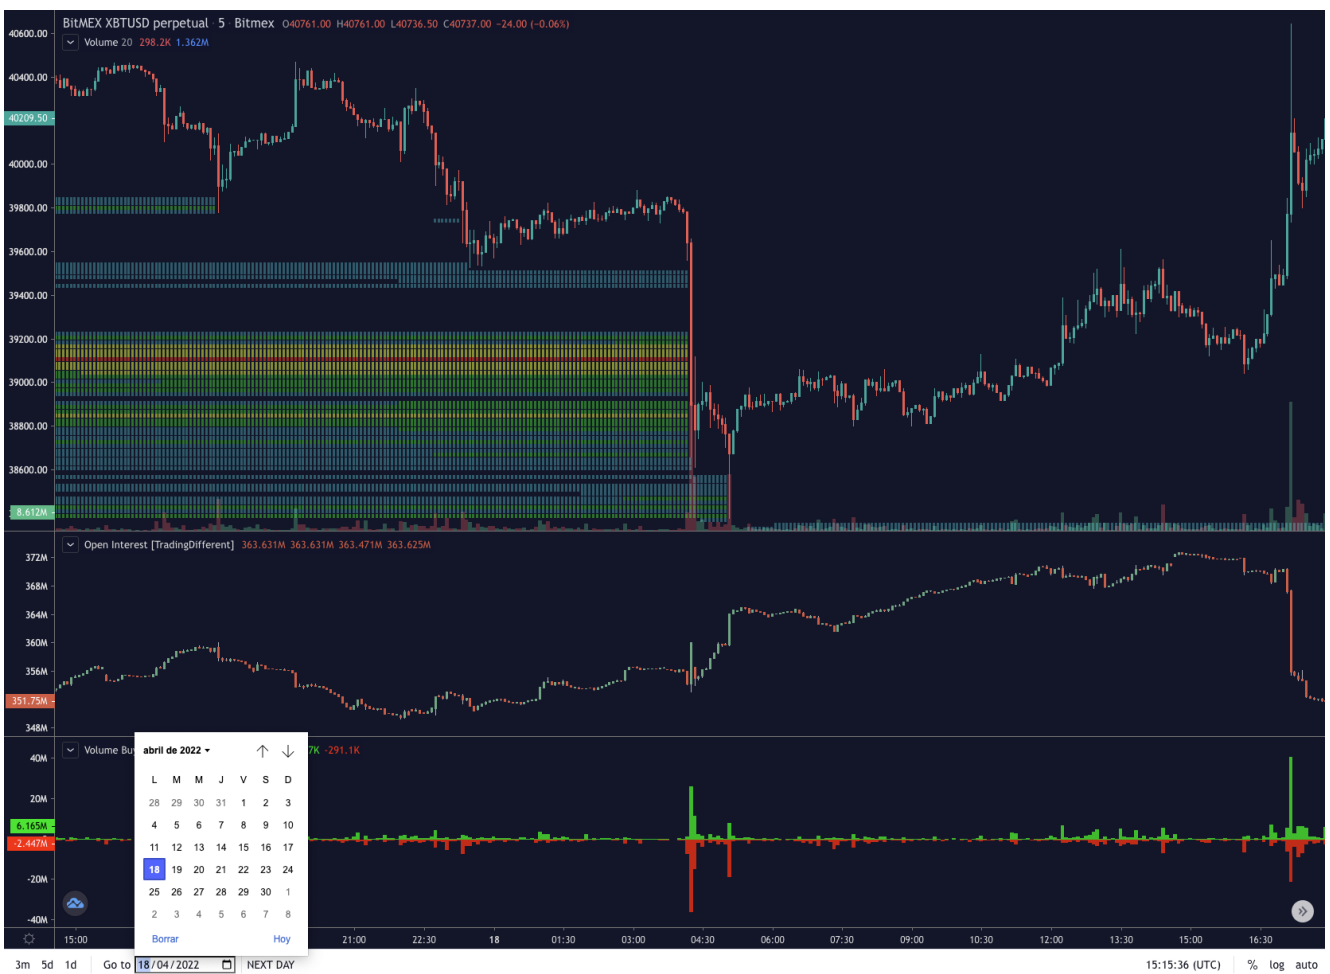 BitMEX XBTUSD perpetual · 5 · Bitmex O40761.00 H40761.00 L40736.50 C40737.00 −24.00 (−0.06%)
Volume 20 298.2K 1.362M
40600.00
40400.00
40209.50
40000.00
39800.00
39600.00
39400.00
39200.00
39000.00
38800.00
38600.00
8.612M
Open Interest [TradingDifferent] 363.631M 363.631M 363.471M 363.625M
372M
368M
364M
360M
356M
351.75M
348M
Volume Bu 7K -291.1K
40M
20M
6.165M
-2.447M
-20M
-40M
abril de 2022
L M M J V S D
28 29 30 31 1 2 3
4 5 6 7 8 9 10
11 12 13 14 15 16 17
18 19 20 21 22 23 24
25 26 27 28 29 30 1
2 3 4 5 6 7 8
Borrar Hoy
15:00 21:00 22:30 18 01:30 03:00 04:30 06:00 07:30 09:00 10:30 12:00 13:30 15:00 16:30
3m 5d 1d Go to 18/04/2022 NEXT DAY 15:15:36 (UTC) % log auto